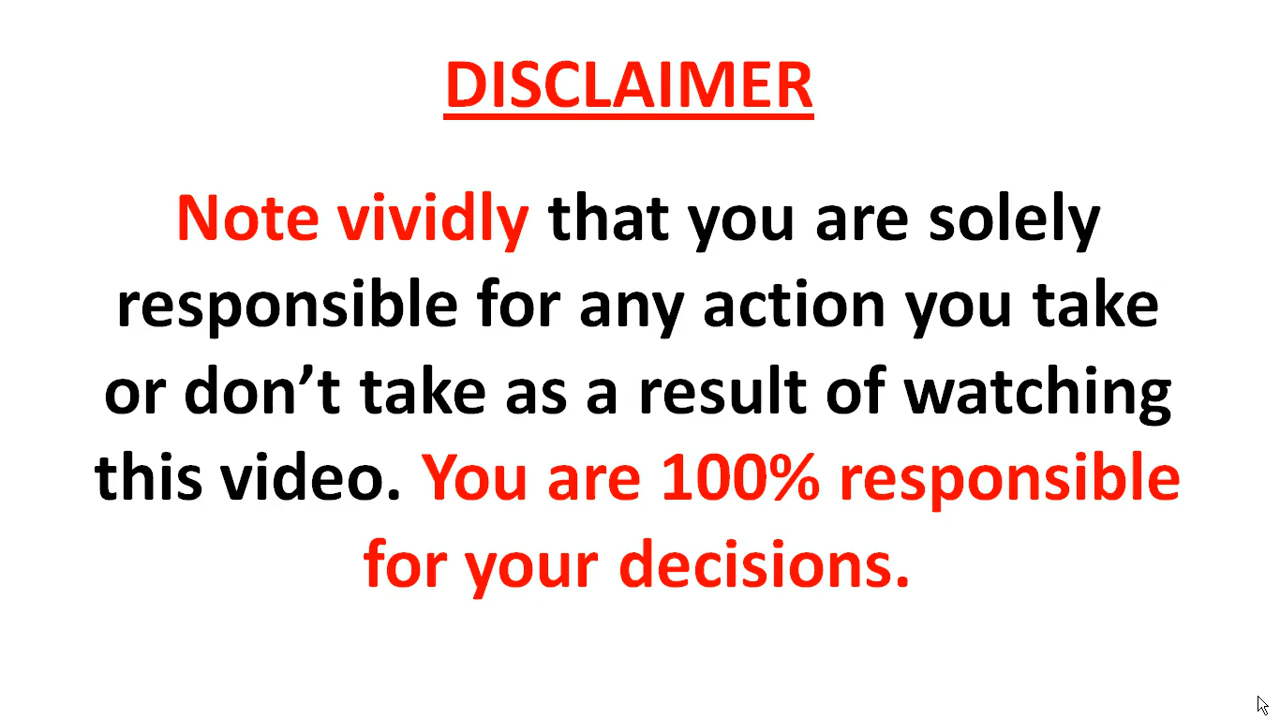 DISCLAIMER
Note vividly that you are solely
responsible for any action you take
or don’t take as a result of watching
this video. You are 100% responsible
for your decisions.